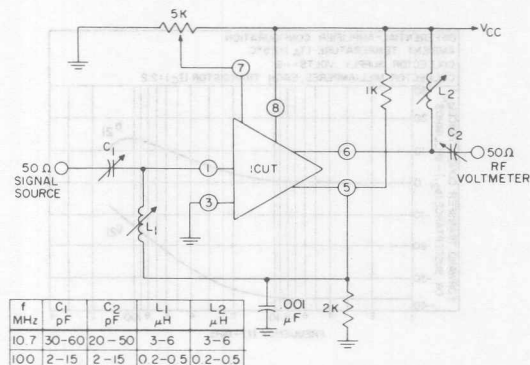 5K
VCC
7
8
1K
L2
C2
6
50Ω
RF
VOLTMETER
C1
50Ω
SIGNAL
SOURCE
1
ICUT
5
3
L1
.001
μF
2K
f MHz C1 pF C2 pF L1 μH L2 μH
10.7 30-60 20-50 3-6 3-6
100 2-15 2-15 0.2-0.5 0.2-0.5